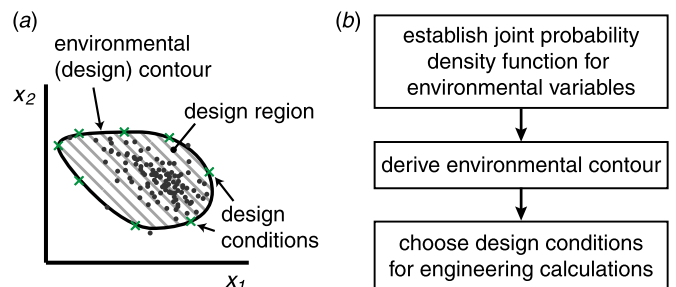 (a)
environmental
(design) contour
x₂
design region
design
conditions
x₁
(b)
establish joint probability
density function for
environmental variables
derive environmental contour
choose design conditions
for engineering calculations